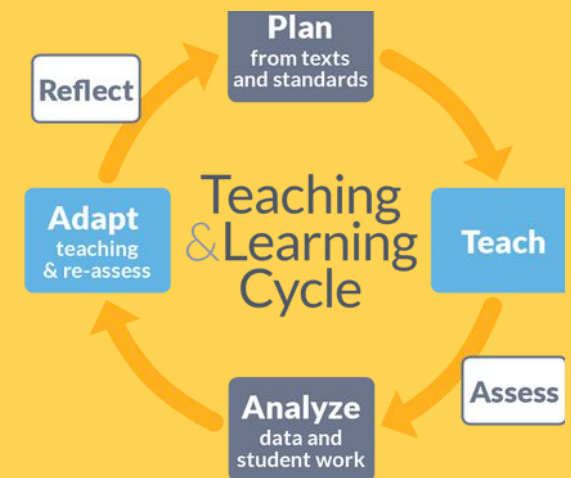 Plan
from texts
and standards
Reflect
Adapt
teaching
& re-assess
Teaching
&Learning
Cycle
Teach
Assess
Analyze
data and
student work